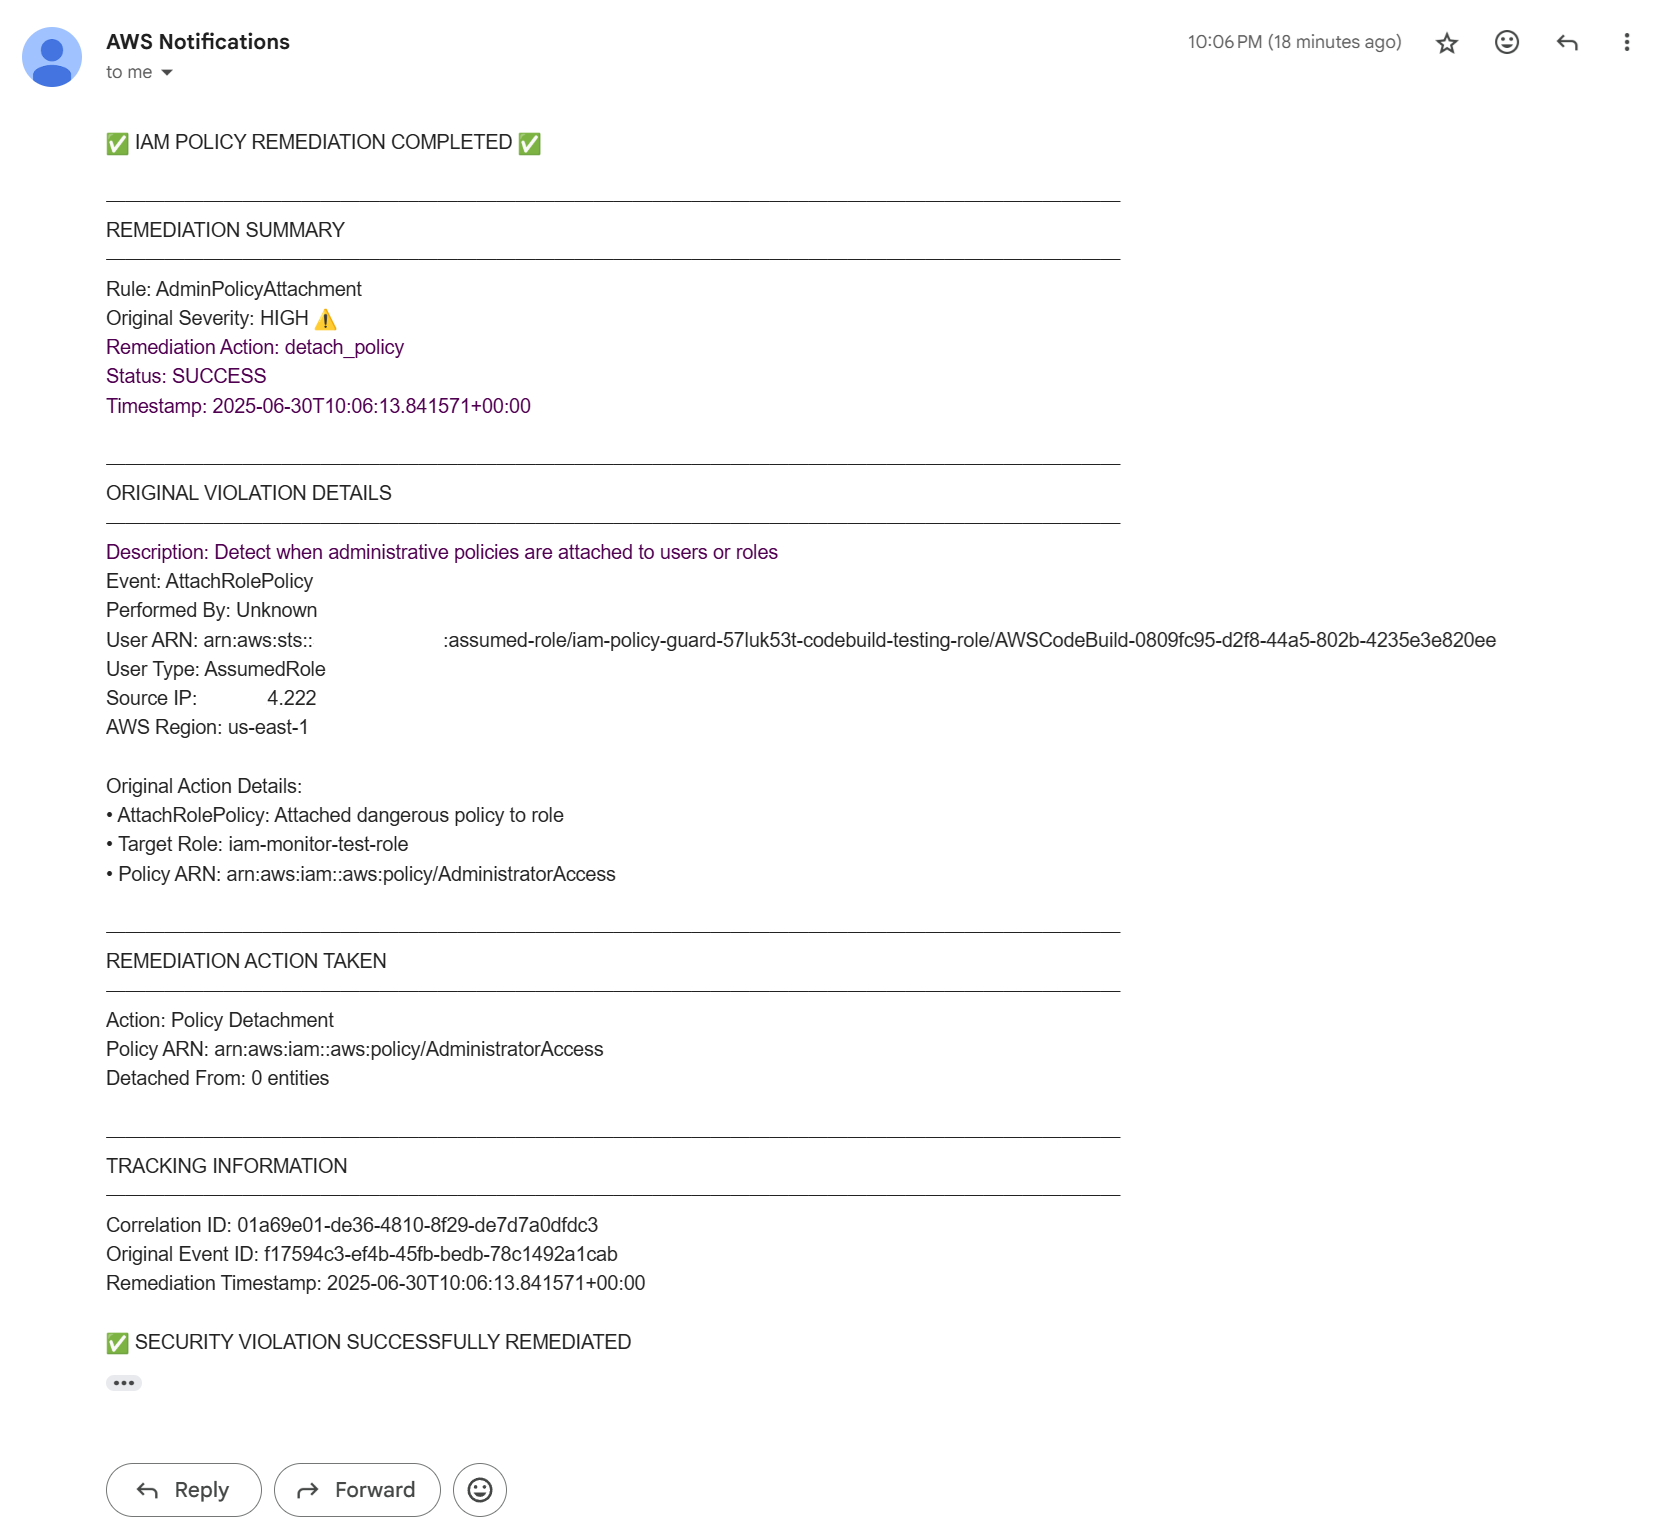 AWS Notifications
10:06 PM (18 minutes ago)
to me
✅ IAM POLICY REMEDIATION COMPLETED ✅
REMEDIATION SUMMARY
Rule: AdminPolicyAttachment
Original Severity: HIGH ⚠️
Remediation Action: detach_policy
Status: SUCCESS
Timestamp: 2025-06-30T10:06:13.841571+00:00
ORIGINAL VIOLATION DETAILS
Description: Detect when administrative policies are attached to users or roles
Event: AttachRolePolicy
Performed By: Unknown
User ARN: arn:aws:sts:: :assumed-role/iam-policy-guard-57luk53t-codebuild-testing-role/AWSCodeBuild-0809fc95-d2f8-44a5-802b-4235e3e820ee
User Type: AssumedRole
Source IP: 4.222
AWS Region: us-east-1
Original Action Details:
• AttachRolePolicy: Attached dangerous policy to role
• Target Role: iam-monitor-test-role
• Policy ARN: arn:aws:iam::aws:policy/AdministratorAccess
REMEDIATION ACTION TAKEN
Action: Policy Detachment
Policy ARN: arn:aws:iam::aws:policy/AdministratorAccess
Detached From: 0 entities
TRACKING INFORMATION
Correlation ID: 01a69e01-de36-4810-8f29-de7d7a0dfdc3
Original Event ID: f17594c3-ef4b-45fb-bedb-78c1492a1cab
Remediation Timestamp: 2025-06-30T10:06:13.841571+00:00
✅ SECURITY VIOLATION SUCCESSFULLY REMEDIATED
Reply
Forward